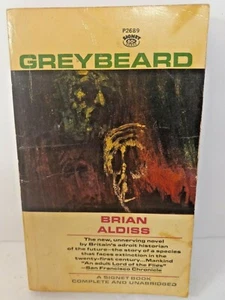 P2689
SIGNET
GREYBEARD
BRIAN
ALDISS
The new, unnerving novel
by Britain's adroit historian
of the future—the story of a species
that faces extinction in the
twenty-first century...Mankind
"An adult Lord of the Flies."
—San Francisco Chronicle
A SIGNET BOOK
COMPLETE AND UNABRIDGED